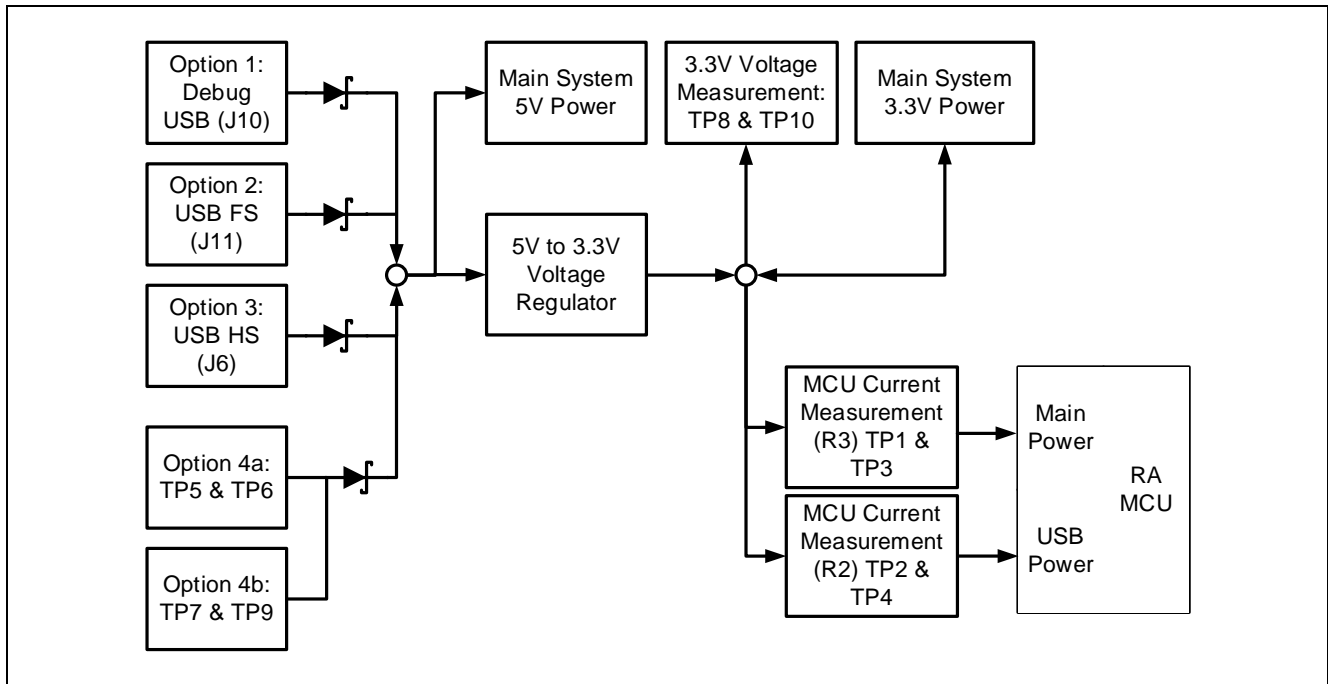 Option 1:
Debug
USB (J10)
Option 2:
USB FS
(J11)
Option 3:
USB HS
(J6)
Option 4a:
TP5 & TP6
Option 4b:
TP7 & TP9
Main System
5V Power
5V to 3.3V
Voltage
Regulator
3.3V Voltage
Measurement:
TP8 & TP10
Main System
3.3V Power
MCU Current
Measurement
(R3) TP1 &
TP3
MCU Current
Measurement
(R2) TP2 &
TP4
Main
Power
USB
Power
RA
MCU